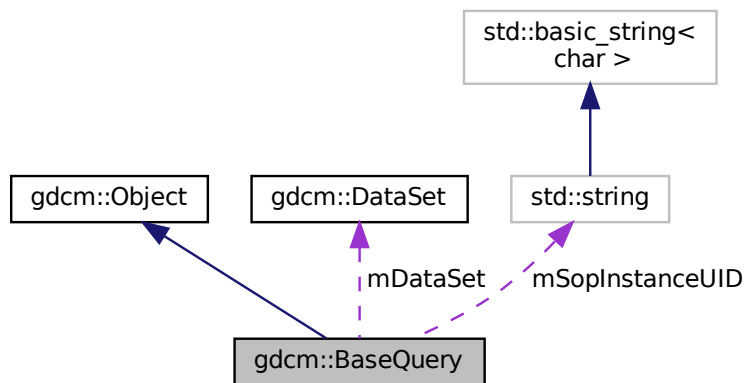 std::basic_string<
char >
gdcm::Object
gdcm::DataSet
std::string
mDataSet
mSopInstanceUID
gdcm::BaseQuery